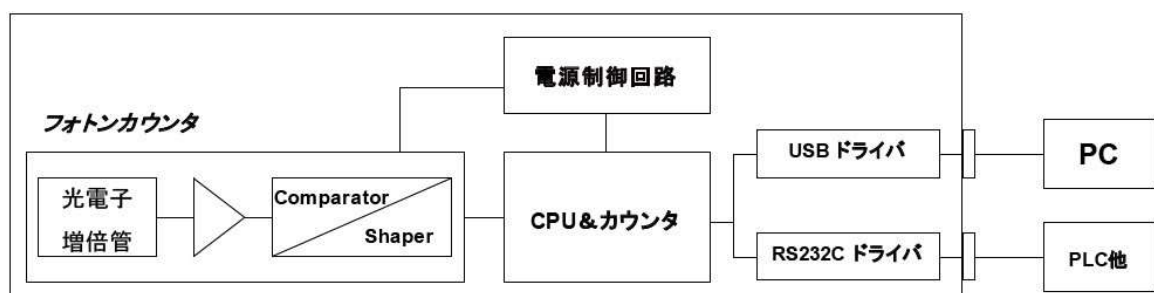 電源制御回路
フォトンカウンタ
光電子
増倍管
Comparator
Shaper
CPU&カウンタ
USB ドライバ
RS232C ドライバ
PC
PLC他